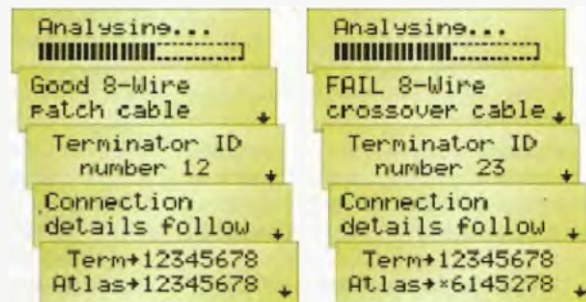 Analysing...
Good 8-Wire
patch cable
Terminator ID
number 12
Connection
details follow
Term→12345678
Atlas→12345678
Analysing...
FAIL 8-Wire
crossover cable
Terminator ID
number 23
Connection
details follow
Term→12345678
Atlas→×6145278